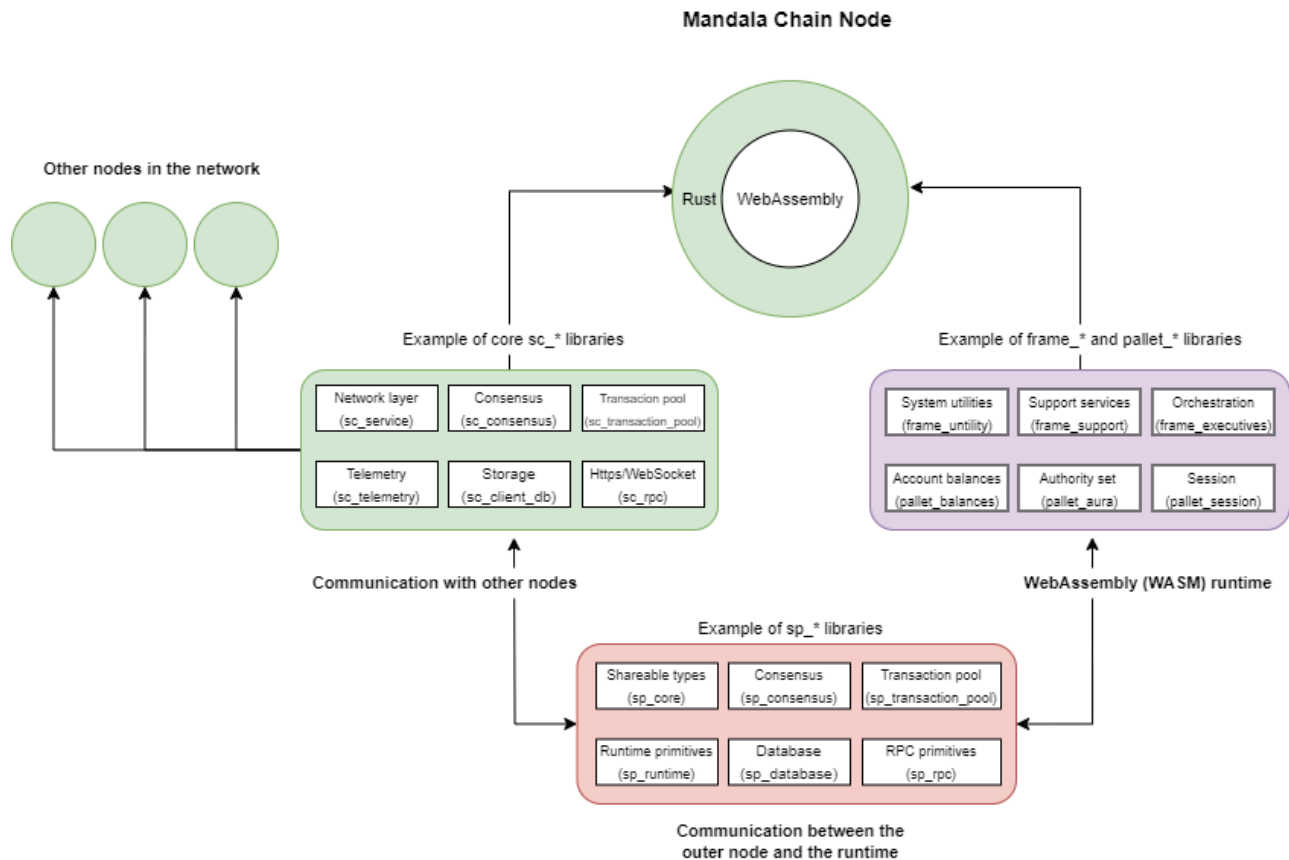 Mandala Chain Node
Other nodes in the network
Rust
WebAssembly
Example of core sc_* libraries
Network layer
(sc_service)
Consensus
(sc_consensus)
Transacion pool
(sc_transaction_pool)
Telemetry
(sc_telemetry)
Storage
(sc_client_db)
Https/WebSocket
(sc_rpc)
Example of frame_* and pallet_* libraries
System utilities
(frame_untility)
Support services
(frame_support)
Orchestration
(frame_executives)
Account balances
(pallet_balances)
Authority set
(pallet_aura)
Session
(pallet_session)
Communication with other nodes
WebAssembly (WASM) runtime
Example of sp_* libraries
Shareable types
(sp_core)
Consensus
(sp_consensus)
Transaction pool
(sp_transaction_pool)
Runtime primitives
(sp_runtime)
Database
(sp_database)
RPC primitives
(sp_rpc)
Communication between the
outer node and the runtime